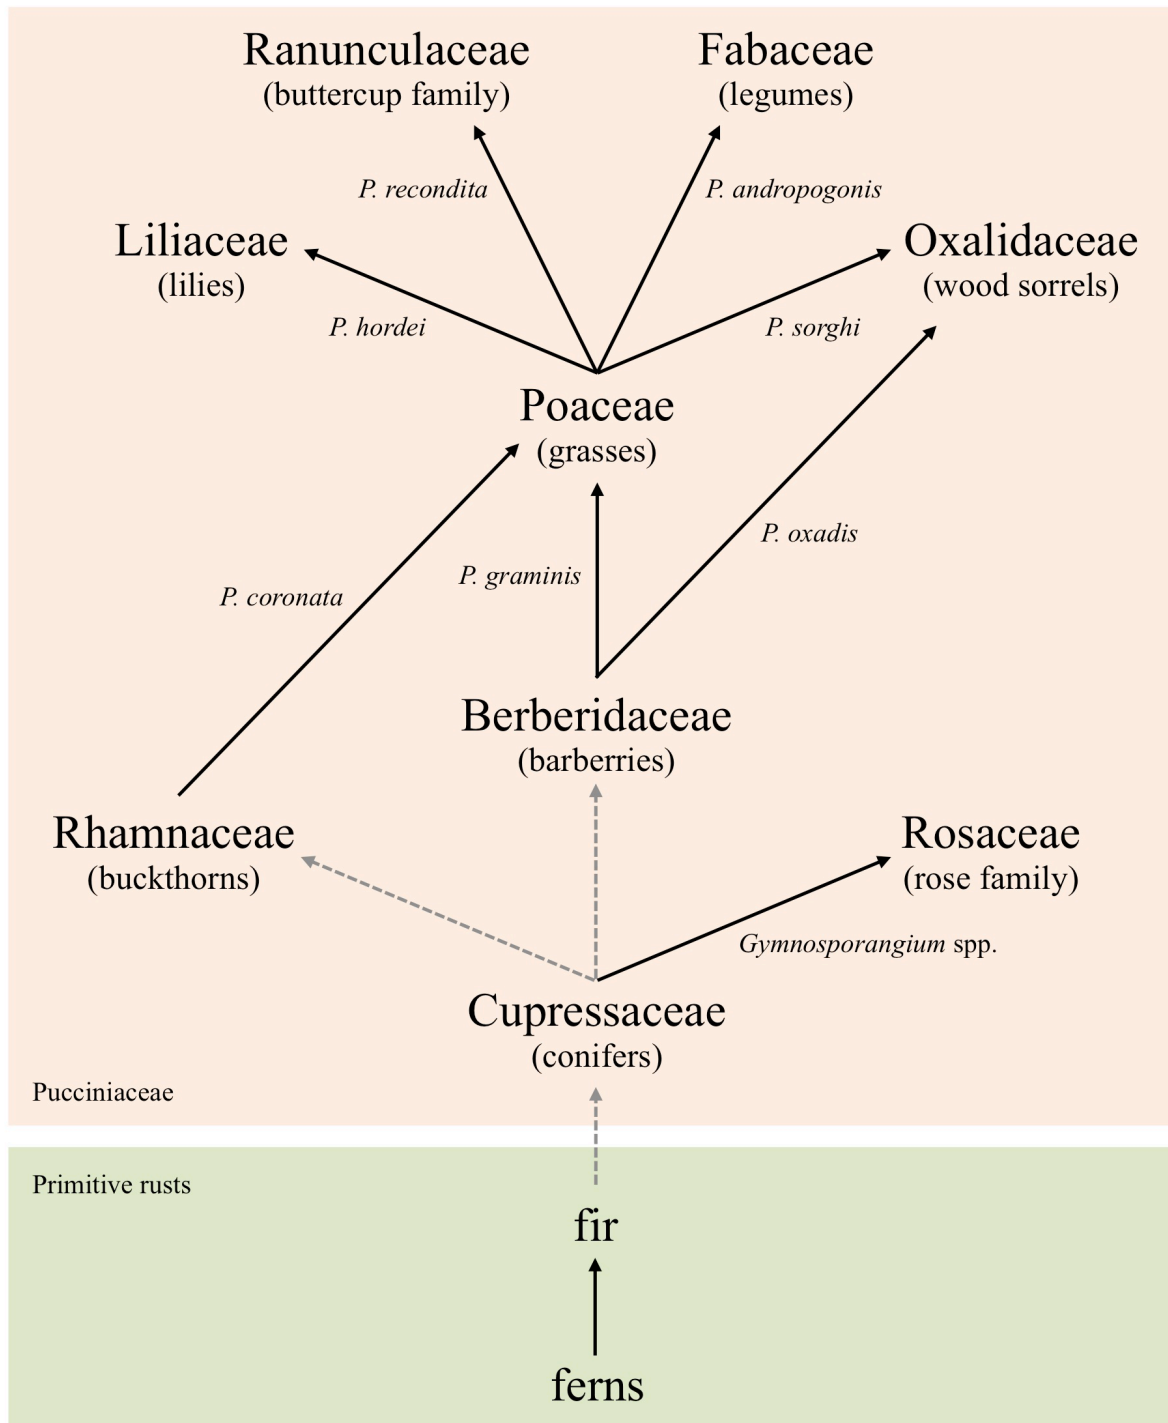 Ranunculaceae
(buttercup family)
Fabaceae
(legumes)
P. recondita
P. andropogonis
Liliaceae
(lilies)
Oxalidaceae
(wood sorrels)
P. hordei
P. sorghi
Poaceae
(grasses)
P. oxadis
P. graminis
P. coronata
Berberidaceae
(barberries)
Rhamnaceae
(buckthorns)
Rosaceae
(rose family)
Gymnosporangium spp.
Cupressaceae
(conifers)
Pucciniaceae
Primitive rusts
fir
ferns